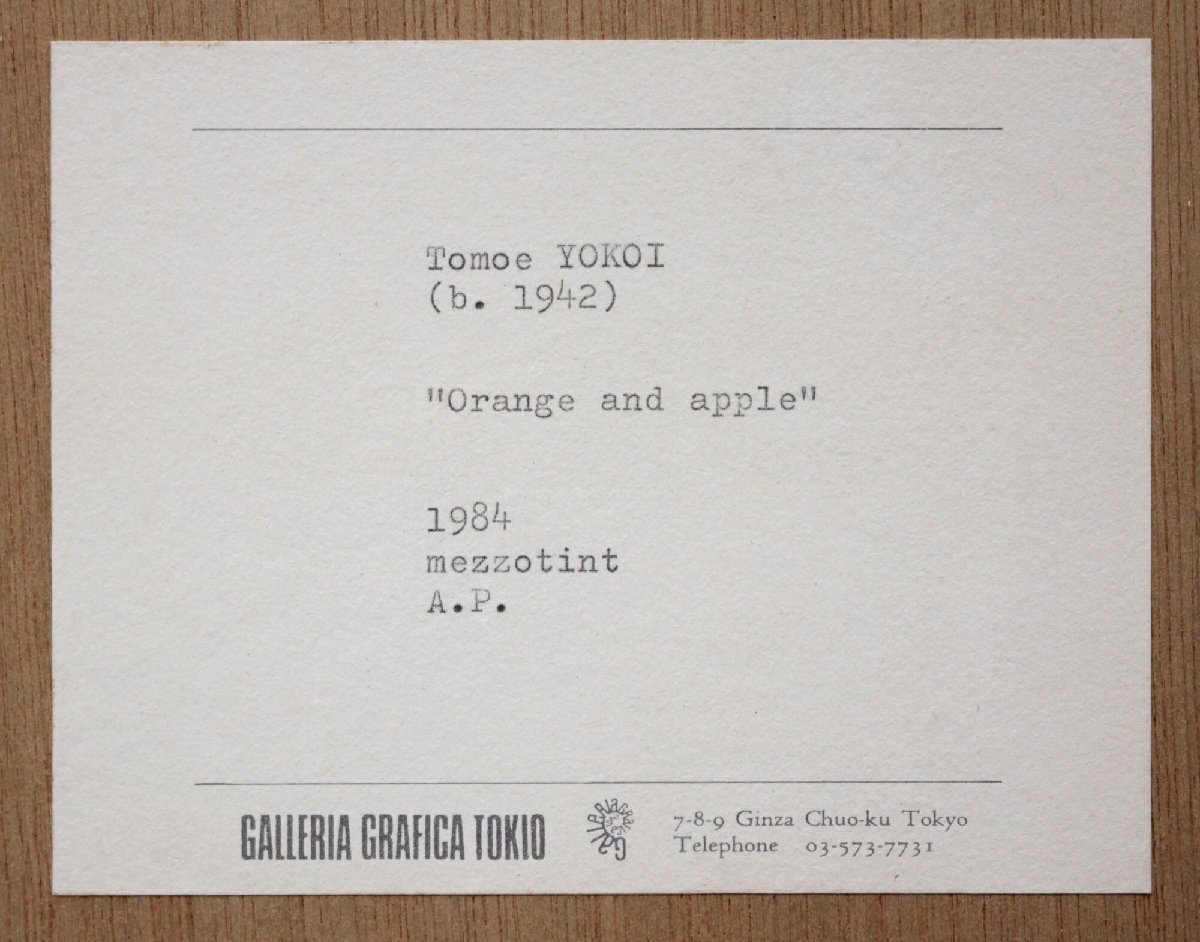 Tomoe YOKOI
(b. 1942)
"Orange and apple"
1984
mezzotint
A.P.
GALLERIA GRAFICA TOKIO
7-8-9 Ginza Chuo-ku Tokyo
Telephone 03-573-7731